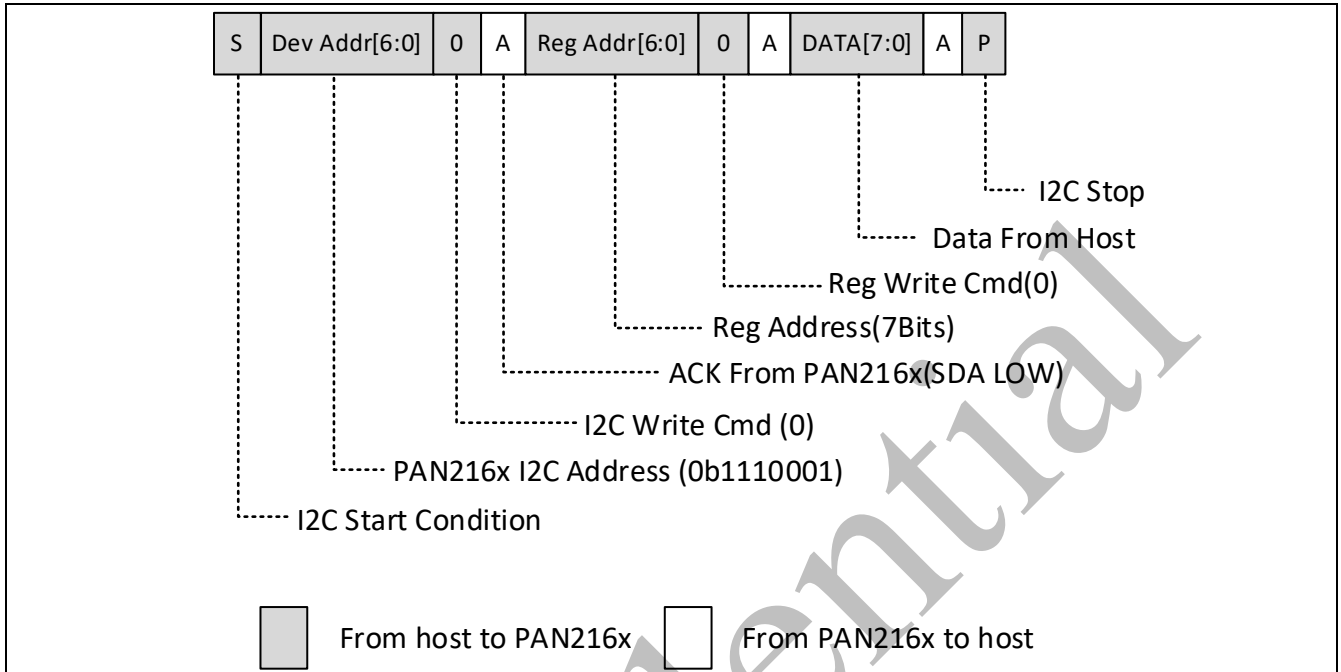 S Dev Addr[6:0] 0 A Reg Addr[6:0] 0 A DATA[7:0] A P
I2C Stop
Data From Host
Reg Write Cmd(0)
Reg Address(7Bits)
ACK From PAN216x(SDA LOW)
I2C Write Cmd (0)
PAN216x I2C Address (0b1110001)
I2C Start Condition
From host to PAN216x From PAN216x to host